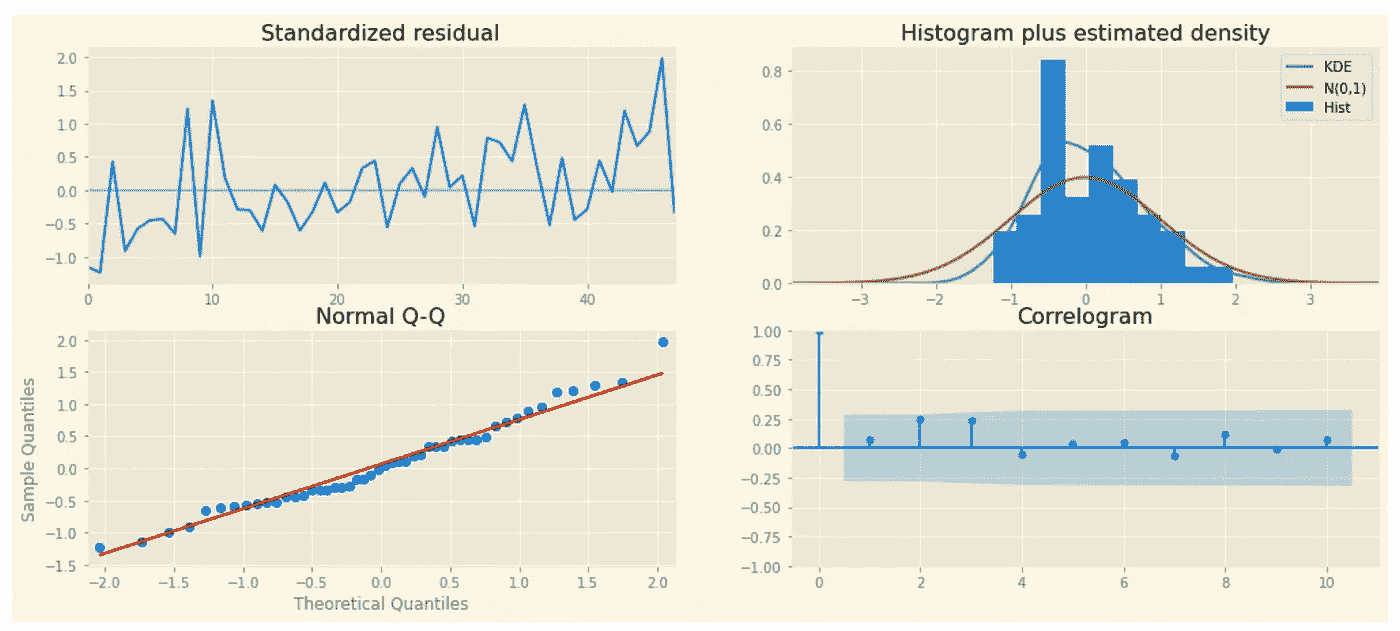 Standardized residual
2.0
1.5
1.0
0.5
0.0
−0.5
−1.0
0 10 20 30 40
Histogram plus estimated density
KDE
N(0,1)
Hist
0.8
0.6
0.4
0.2
0.0
−3 −2 −1 0 1 2 3
Normal Q-Q
2.0
1.5
1.0
0.5
0.0
−0.5
−1.0
−1.5
Sample Quantiles
−2.0 −1.5 −1.0 −0.5 0.0 0.5 1.0 1.5 2.0
Theoretical Quantiles
Correlogram
1.00
0.75
0.50
0.25
0.00
−0.25
−0.50
−0.75
−1.00
0 2 4 6 8 10